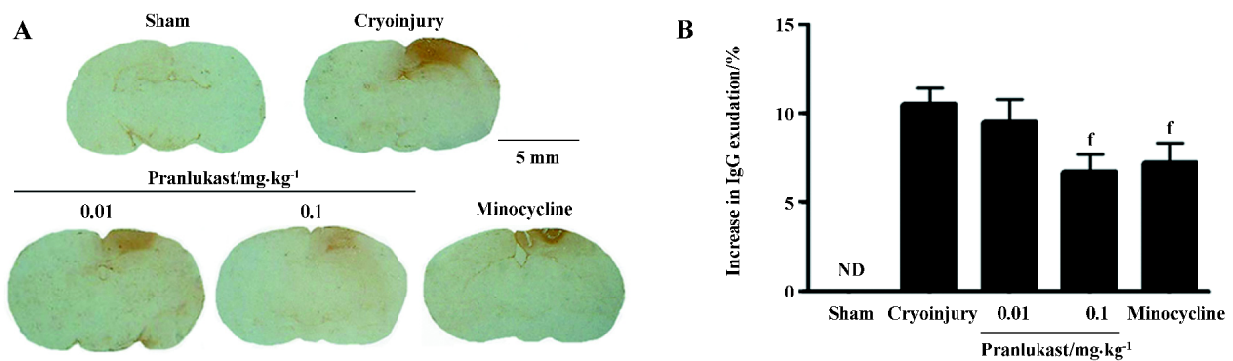 A
Sham Cryoinjury
5 mm
Pranlukast/mg·kg-1
0.01 0.1 Minocycline
B
Increase in IgG exudation/%
15
10
5
0
ND
f
f
Sham Cryoinjury 0.01 0.1 Minocycline
Pranlukast/mg·kg-1